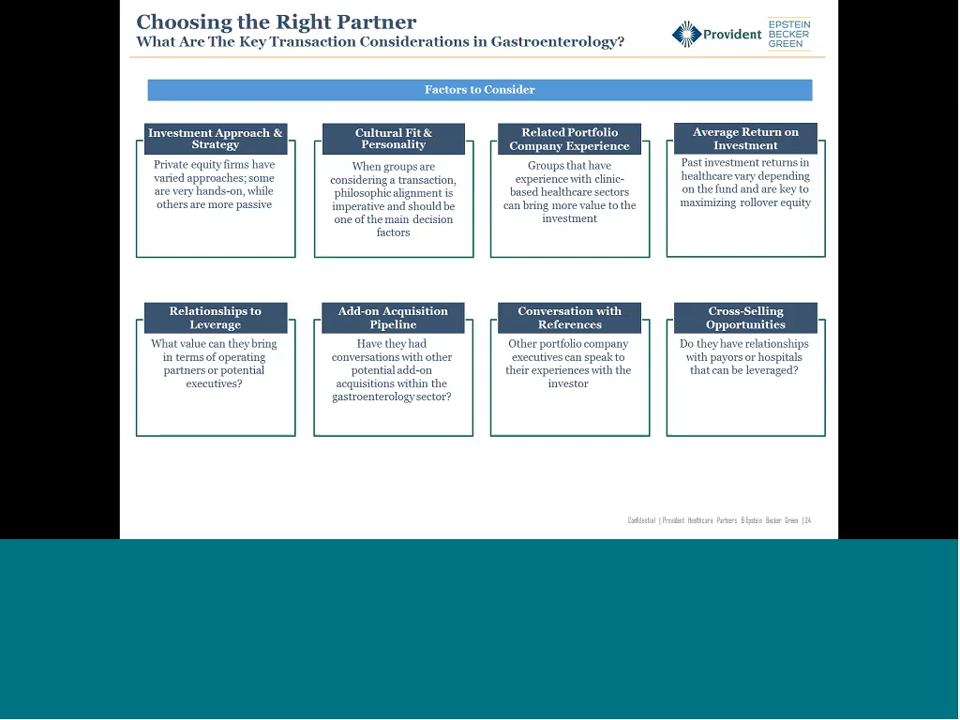 Choosing the Right Partner
What Are The Key Transaction Considerations in Gastroenterology?
Provident
EPSTEIN
BECKER
GREEN
Factors to Consider
Investment Approach &
Strategy
Private equity firms have
varied approaches; some
are very hands-on, while
others are more passive
Cultural Fit &
Personality
When groups are
considering a transaction,
philosophic alignment is
imperative and should be
one of the main decision
factors
Related Portfolio
Company Experience
Groups that have
experience with clinic-
based healthcare sectors
can bring more value to the
investment
Average Return on
Investment
Past investment returns in
healthcare vary depending
on the fund and are key to
maximizing rollover equity
Relationships to
Leverage
What value can they bring
in terms of operating
partners or potential
executives?
Add-on Acquisition
Pipeline
Have they had
conversations with other
potential add-on
acquisitions within the
gastroenterology sector?
Conversation with
References
Other portfolio company
executives can speak to
their experiences with the
investor
Cross-Selling
Opportunities
Do they have relationships
with payors or hospitals
that can be leveraged?
Confidential | Provident Healthcare Partners & Epstein Becker Green | 24